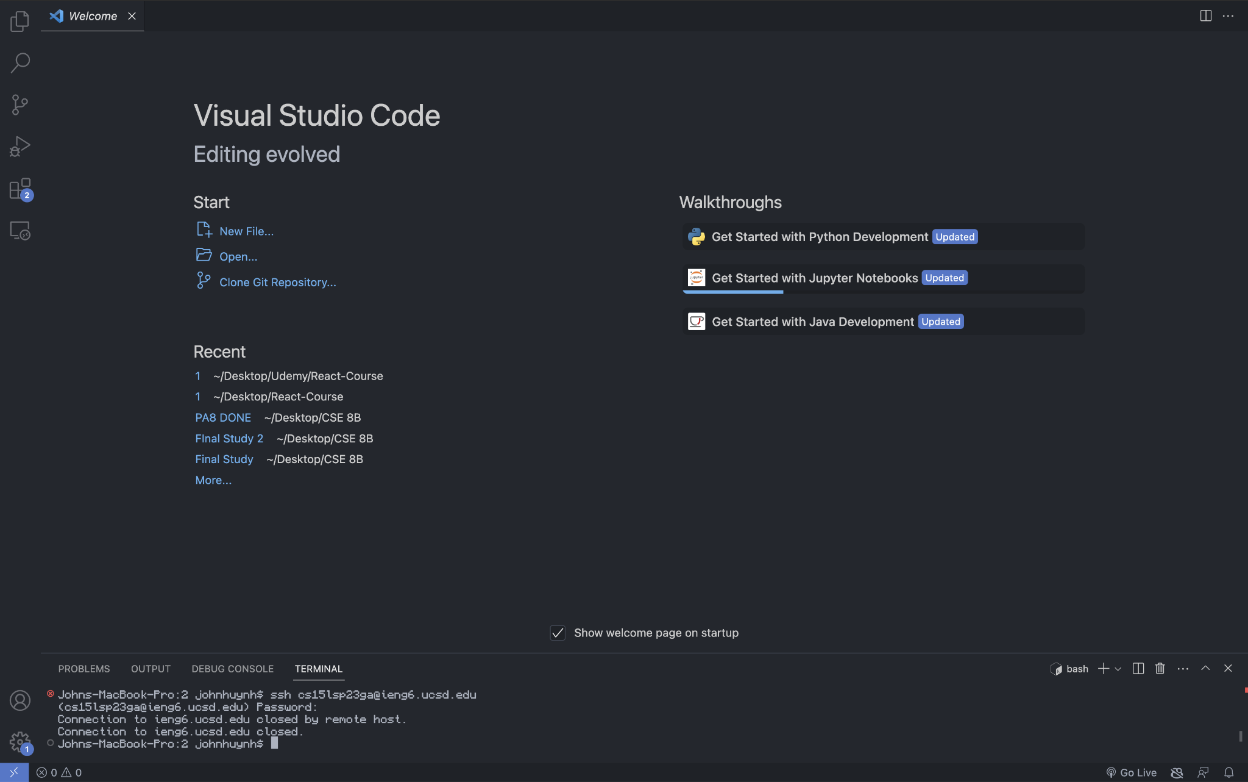 Welcome
Visual Studio Code
Editing evolved
Start
New File...
Open...
Clone Git Repository...
Recent
1 ~/Desktop/Udemy/React-Course
1 ~/Desktop/React-Course
PA8 DONE ~/Desktop/CSE 8B
FInal Study 2 ~/Desktop/CSE 8B
Final Study ~/Desktop/CSE 8B
More...
Walkthroughs
Get Started with Python Development Updated
Get Started with Jupyter Notebooks Updated
Get Started with Java Development Updated
2
Show welcome page on startup
PROBLEMS OUTPUT DEBUG CONSOLE TERMINAL
bash
Johns-MacBook-Pro:2 johnhuynh$ ssh cs15lsp23ga@ieng6.ucsd.edu
(cs15lsp23ga@ieng6.ucsd.edu) Password:
Connection to ieng6.ucsd.edu closed by remote host.
Connection to ieng6.ucsd.edu closed.
Johns-MacBook-Pro:2 johnhuynh$
1
0 0
Go Live